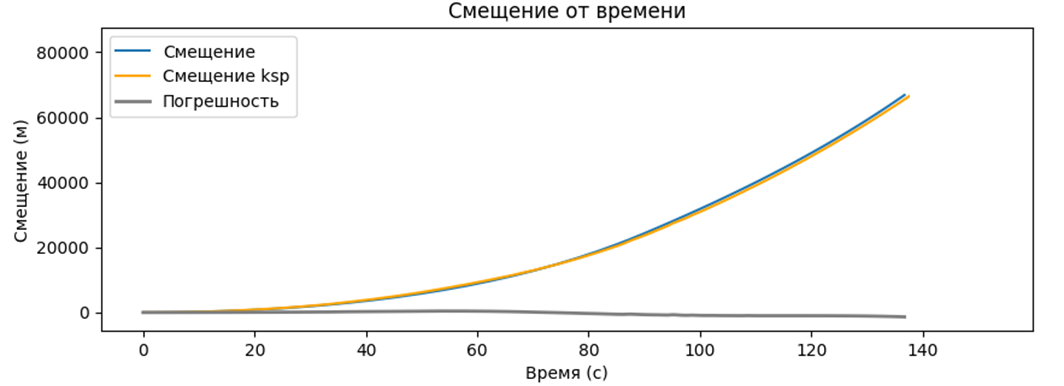 Смещение от времени
Смещение
Смещение ksp
Погрешность
80000
60000
40000
20000
0
Смещение (м)
0 20 40 60 80 100 120 140
Время (с)